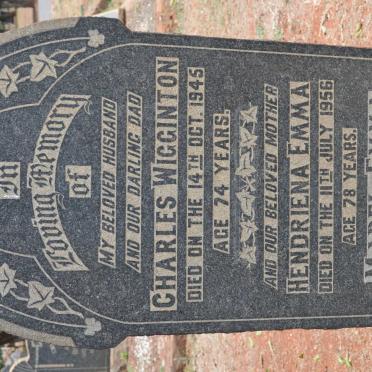 In
Loving Memory
of
MY BELOVED HUSBAND
AND OUR DARLING DAD
CHARLES WIGGINTON
DIED ON THE 14TH OCT. 1945
AGE 74 YEARS.
AND OUR BELOVED MOTHER
HENDRIENA EMMA
DIED ON THE 11TH JULY 1956
AGE 78 YEARS.